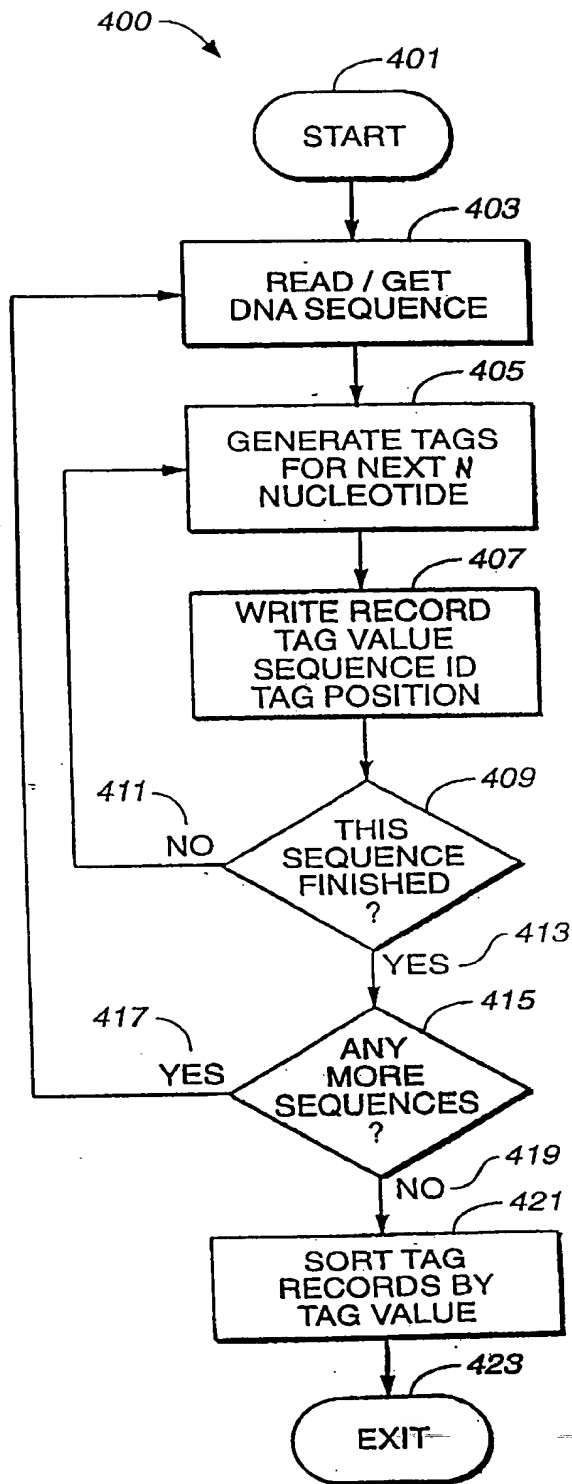 400
401
START
403
READ / GET
DNA SEQUENCE
405
GENERATE TAGS
FOR NEXT N
NUCLEOTIDE
407
WRITE RECORD
TAG VALUE
SEQUENCE ID
TAG POSITION
409
411
NO
THIS
SEQUENCE
FINISHED
?
413
YES
415
417
YES
ANY
MORE
SEQUENCES
?
419
NO
421
SORT TAG
RECORDS BY
TAG VALUE
423
EXIT